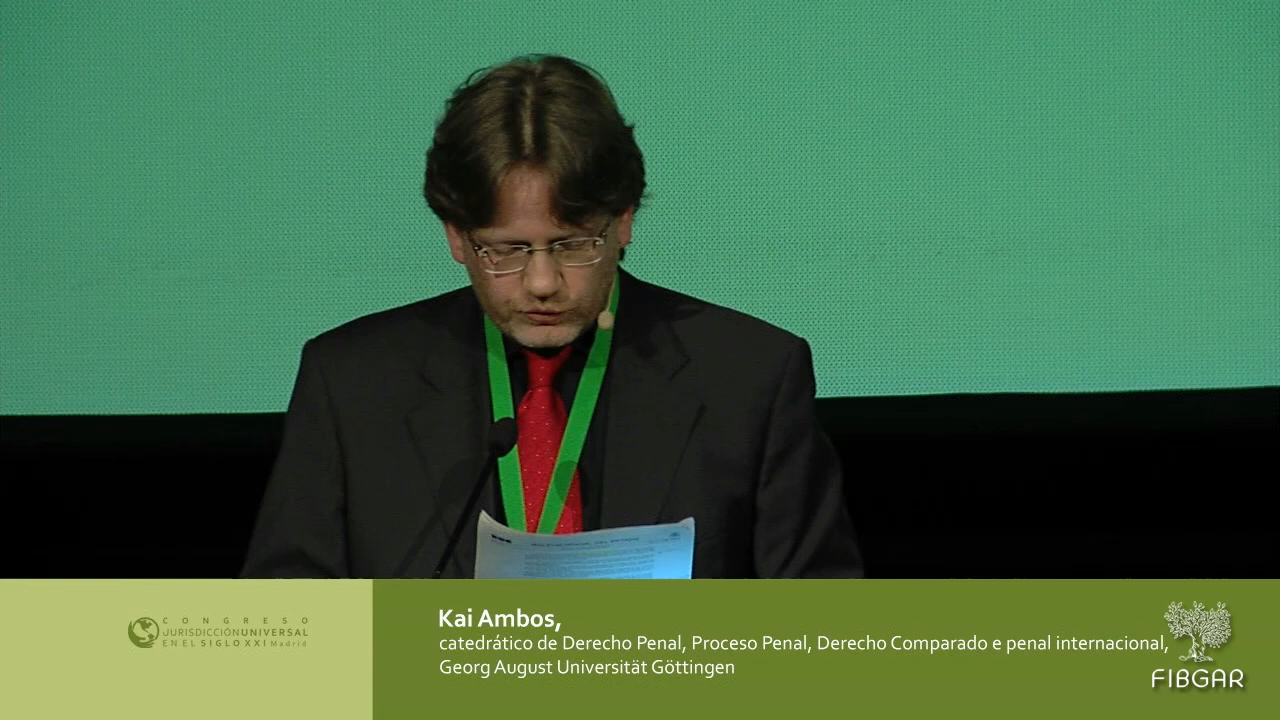 CONGRESO
JURISDICCIÓNUNIVERSAL
EN EL SIGLO XXI Madrid
Kai Ambos,
catedrático de Derecho Penal, Proceso Penal, Derecho Comparado e penal internacional,
Georg August Universität Göttingen
FIBGAR